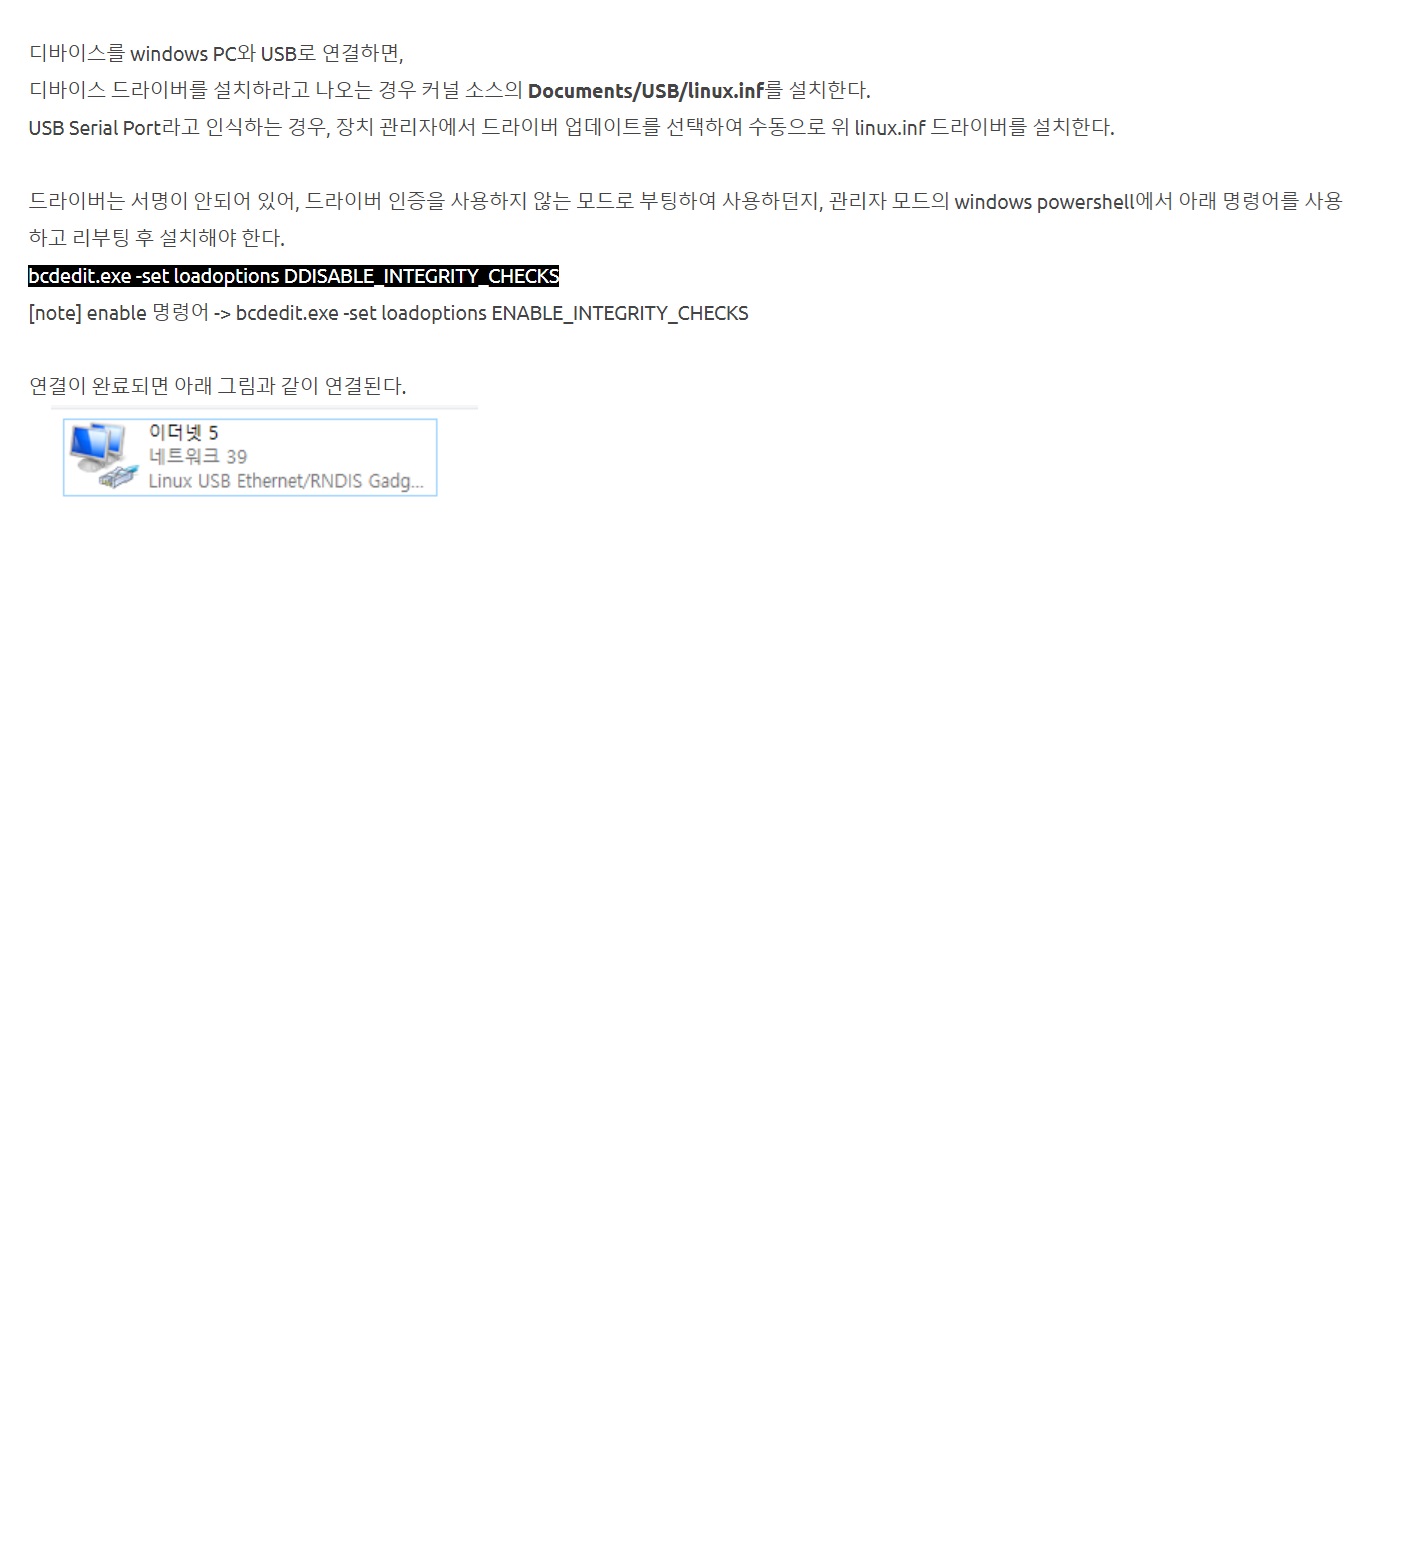 디바이스를 windows PC와 USB로 연결하면,
디바이스 드라이버를 설치하라고 나오는 경우 커널 소스의 Documents/USB/linux.inf를 설치한다.
USB Serial Port라고 인식하는 경우, 장치 관리자에서 드라이버 업데이트를 선택하여 수동으로 위 linux.inf 드라이버를 설치한다.
드라이버는 서명이 안되어 있어, 드라이버 인증을 사용하지 않는 모드로 부팅하여 사용하던지, 관리자 모드의 windows powershell에서 아래 명령어를 사용
하고 리부팅 후 설치해야 한다.
bcdedit.exe -set loadoptions DDISABLE_INTEGRITY_CHECKS
[note] enable 명령어 -> bcdedit.exe -set loadoptions ENABLE_INTEGRITY_CHECKS
연결이 완료되면 아래 그림과 같이 연결된다.
이더넷 5
네트워크 39
Linux USB Ethernet/RNDIS Gadg...